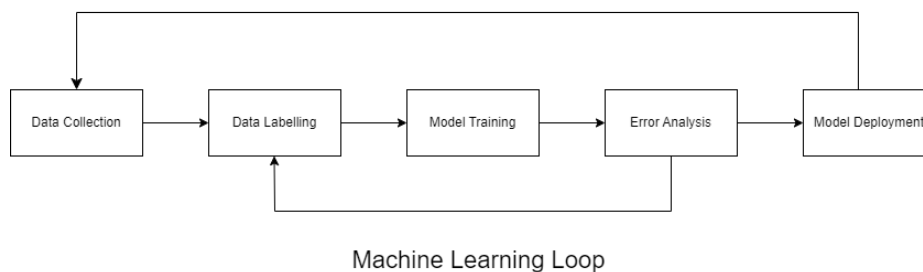 Data Collection
Data Labelling
Model Training
Error Analysis
Model Deployment
Machine Learning Loop